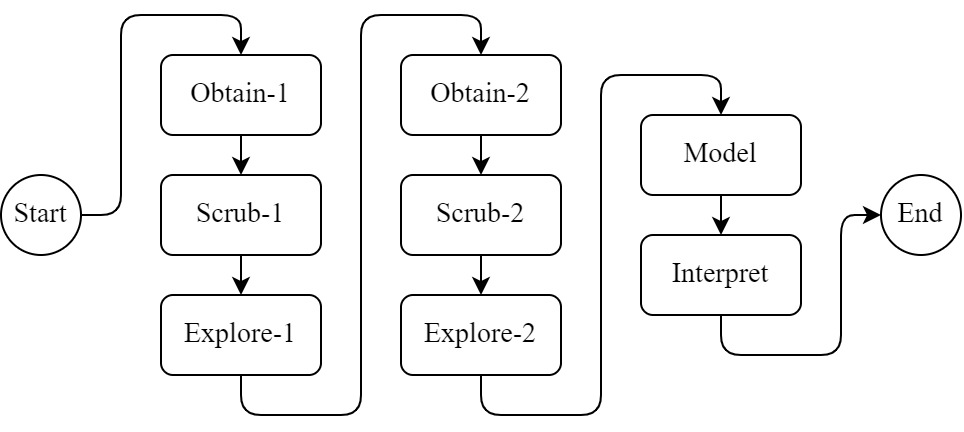 Start
Obtain-1
Scrub-1
Explore-1
Obtain-2
Scrub-2
Explore-2
Model
Interpret
End